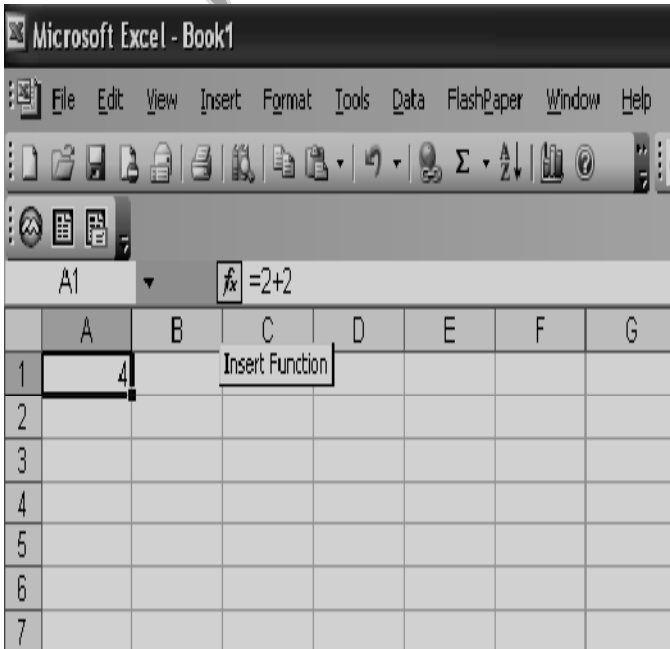 Microsoft Excel - Book1
File Edit View Insert Format Tools Data FlashPaper Window Help
Σ A Z
A1 fx =2+2
A B C D E F G
Insert Function
1 4
2
3
4
5
6
7